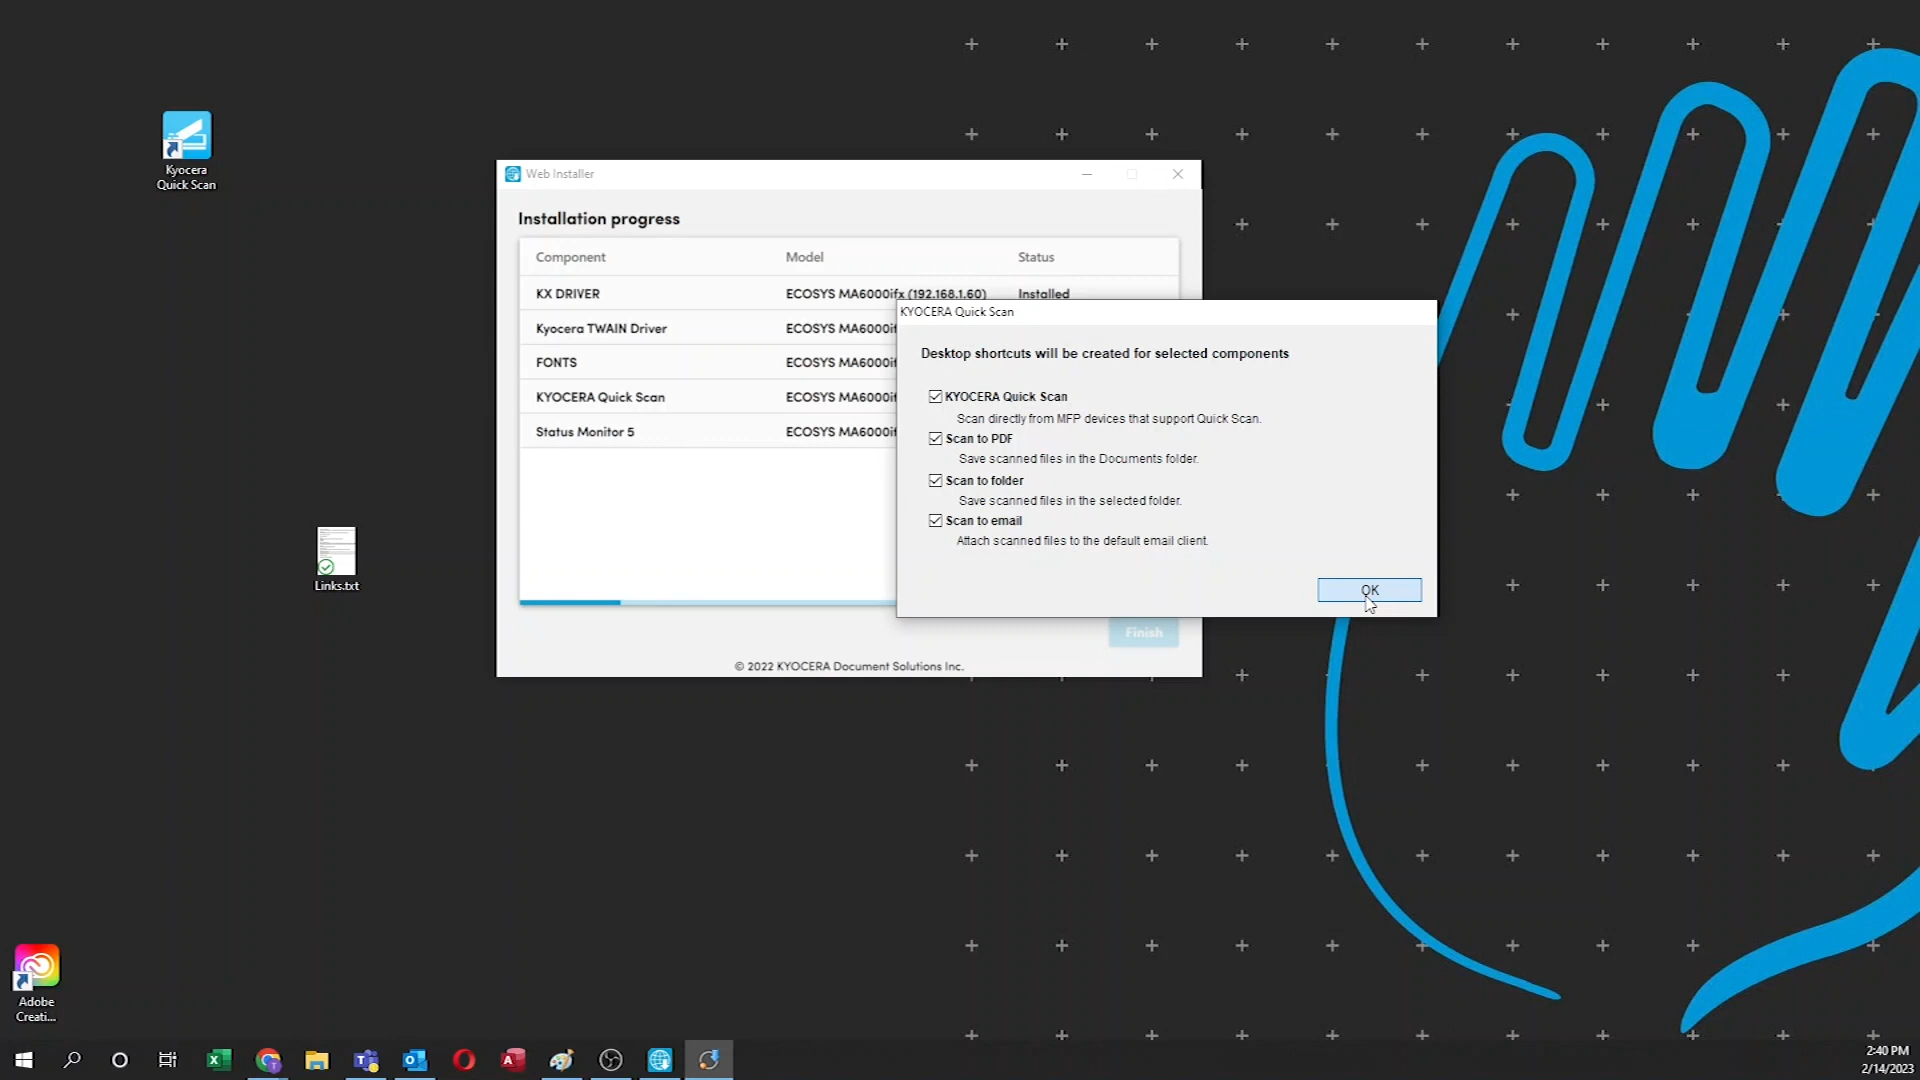 Kyocera
Quick Scan
Web Installer
Installation progress
Component Model Status
KX DRIVER ECOSYS MA6000ifx (192.168.1.60) Installed
Kyocera TWAIN Driver ECOSYS MA6000if
FONTS ECOSYS MA6000if
KYOCERA Quick Scan ECOSYS MA6000if
Status Monitor 5 ECOSYS MA6000if
Finish
© 2022 KYOCERA Document Solutions Inc.
KYOCERA Quick Scan
Desktop shortcuts will be created for selected components
KYOCERA Quick Scan
Scan directly from MFP devices that support Quick Scan.
Scan to PDF
Save scanned files in the Documents folder.
Scan to folder
Save scanned files in the selected folder.
Scan to email
Attach scanned files to the default email client.
OK
Links.txt
Adobe
Creati...
2:40 PM
2/14/2023